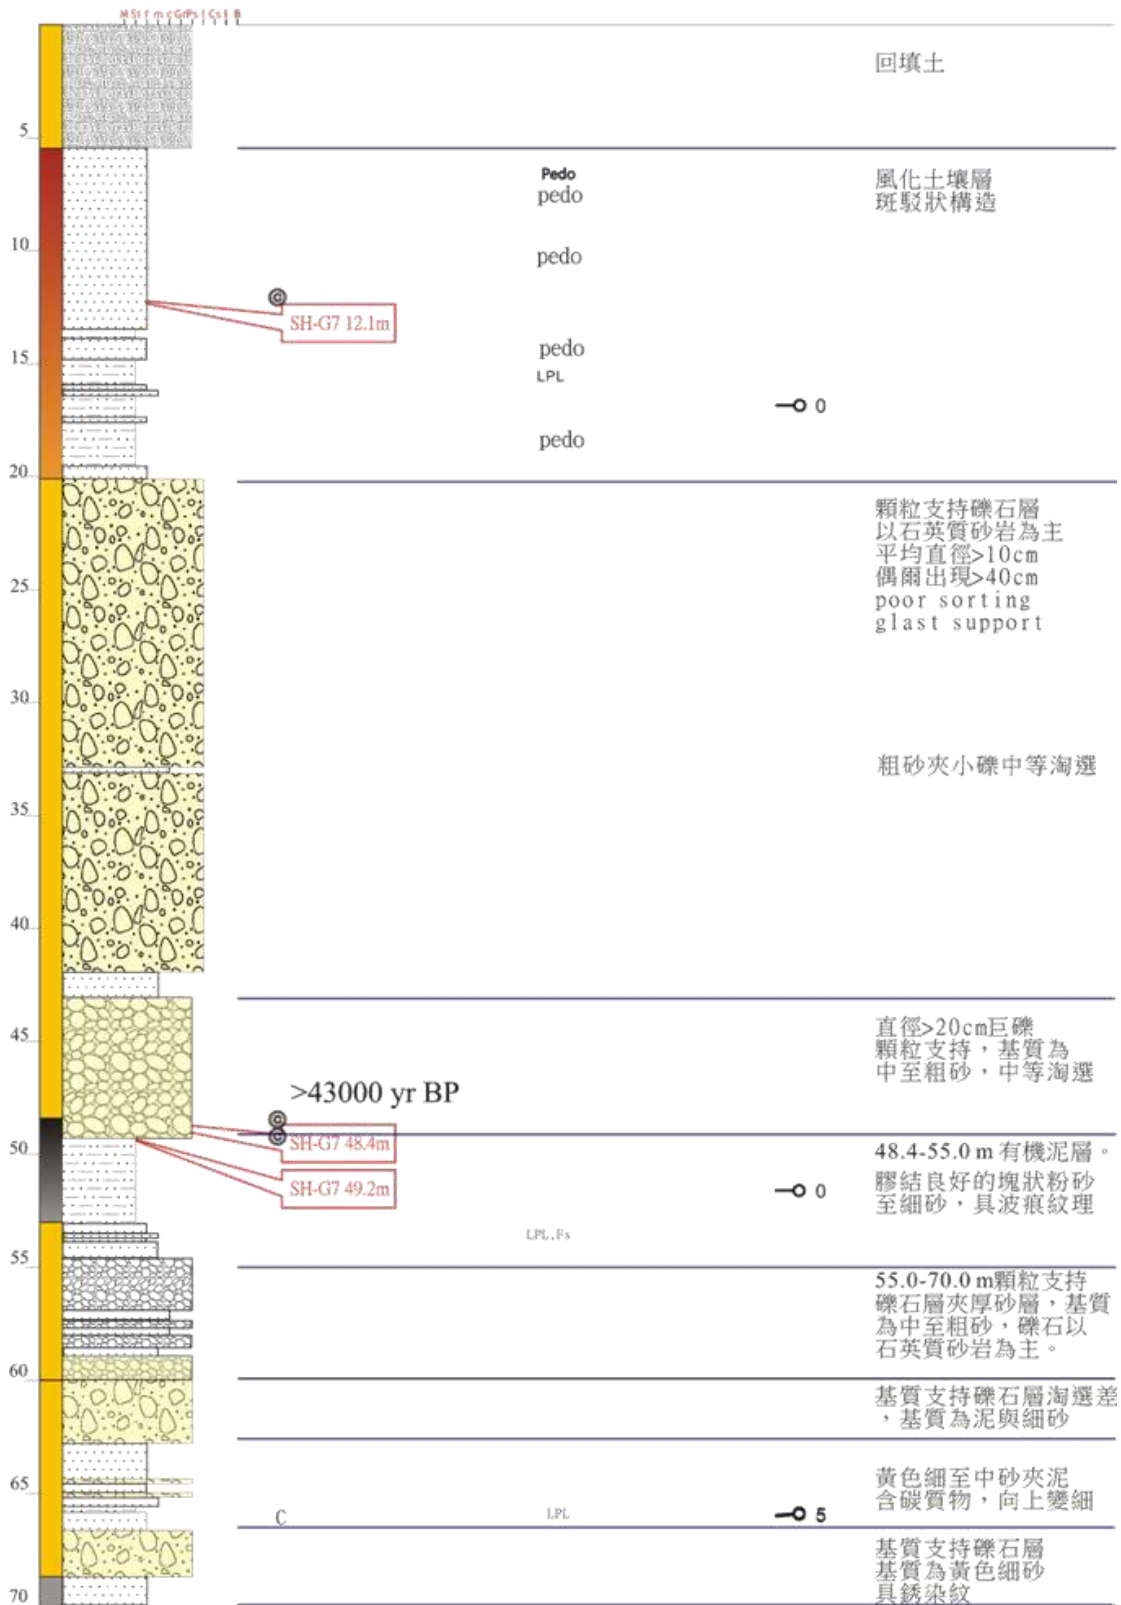 M S I f m c G P s l C s l B
回填土
5
Pedo
pedo
風化土壤層
斑駁狀構造
10
pedo
©
SH-G7 12.1m
15
pedo
LPL
0
pedo
20
顆粒支持礫石層
以石英質砂岩為主
平均直徑>10cm
偶爾出現>40cm
poor sorting
glast support
25
30
粗砂夾小礫中等淘選
35
40
45
直徑>20cm巨礫
顆粒支持，基質為
中至粗砂，中等淘選
>43000 yr BP
©
©
SH-G7 48.4m
50
48.4-55.0 m 有機泥層。
膠結良好的塊狀粉砂
至細砂，具波痕紋理
SH-G7 49.2m
0
LPL,Fs
55
55.0-70.0 m顆粒支持
礫石層夾厚砂層，基質
為中至粗砂，礫石以
石英質砂岩為主。
60
基質支持礫石層淘選差
，基質為泥與細砂
65
黃色細至中砂夾泥
含碳質物，向上變細
C
LPL
5
基質支持礫石層
基質為黃色細砂
具銹染紋
70